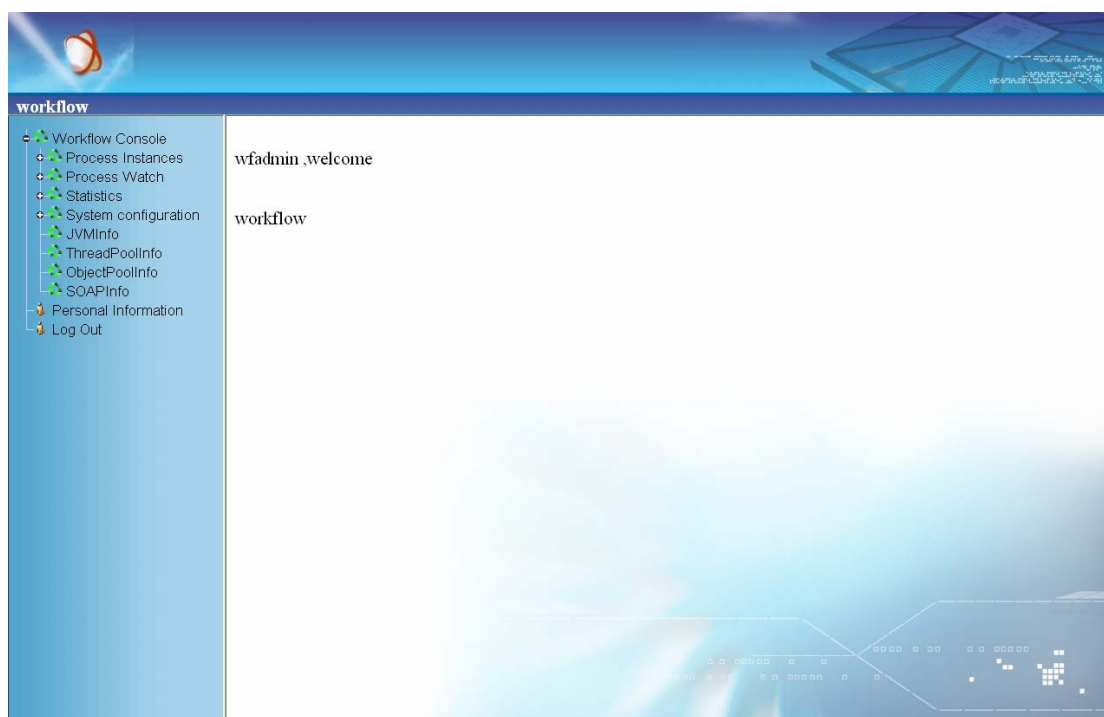 workflow
Workflow Console
Process Instances
Process Watch
Statistics
System configuration
JVMInfo
ThreadPoolInfo
ObjectPoolInfo
SOAPInfo
Personal Information
Log Out
wfadmin ,welcome
workflow